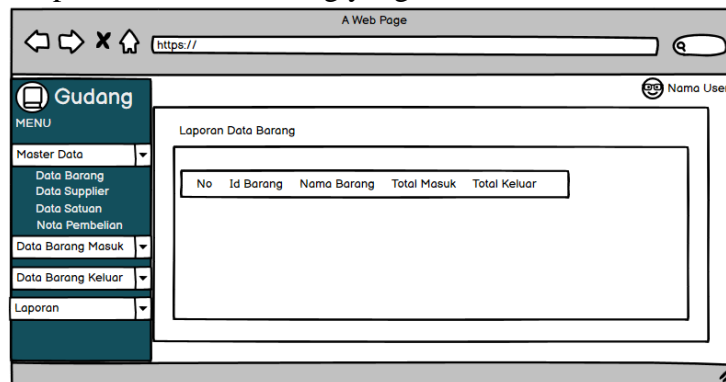 A Web Page
https://
Nama User
Gudang
MENU
Master Data
Data Barang
Data Supplier
Data Satuan
Nota Pembelian
Data Barang Masuk
Data Barang Keluar
Laporan
Laporan Data Barang
No Id Barang Nama Barang Total Masuk Total Keluar